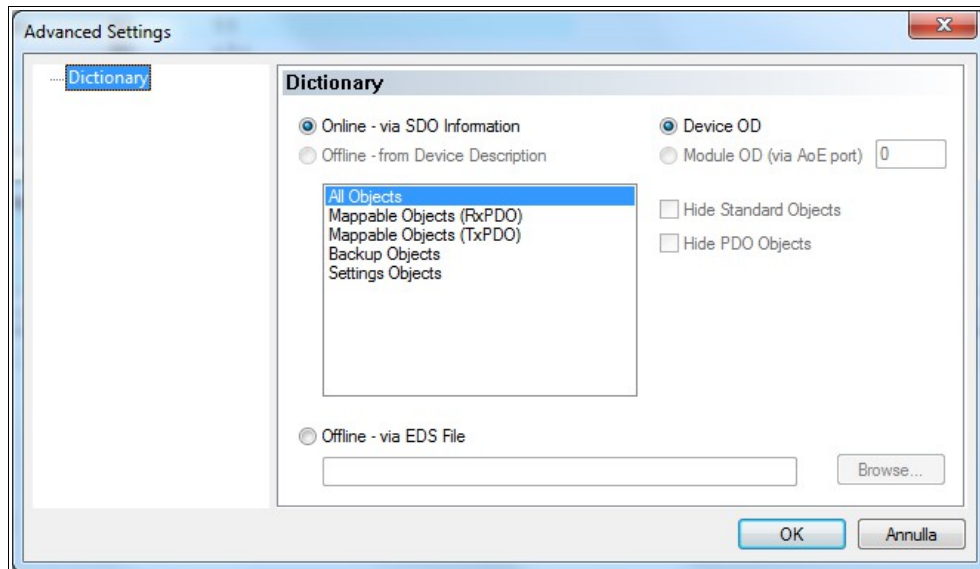 Advanced Settings
Dictionary
Dictionary
Online - via SDO Information
Device OD
Offline - from Device Description
Module OD (via AoE port) 0
All Objects
Mappable Objects (RxPDO)
Mappable Objects (TxPDO)
Backup Objects
Settings Objects
Hide Standard Objects
Hide PDO Objects
Offline - via EDS File
Browse...
OK
Annulla